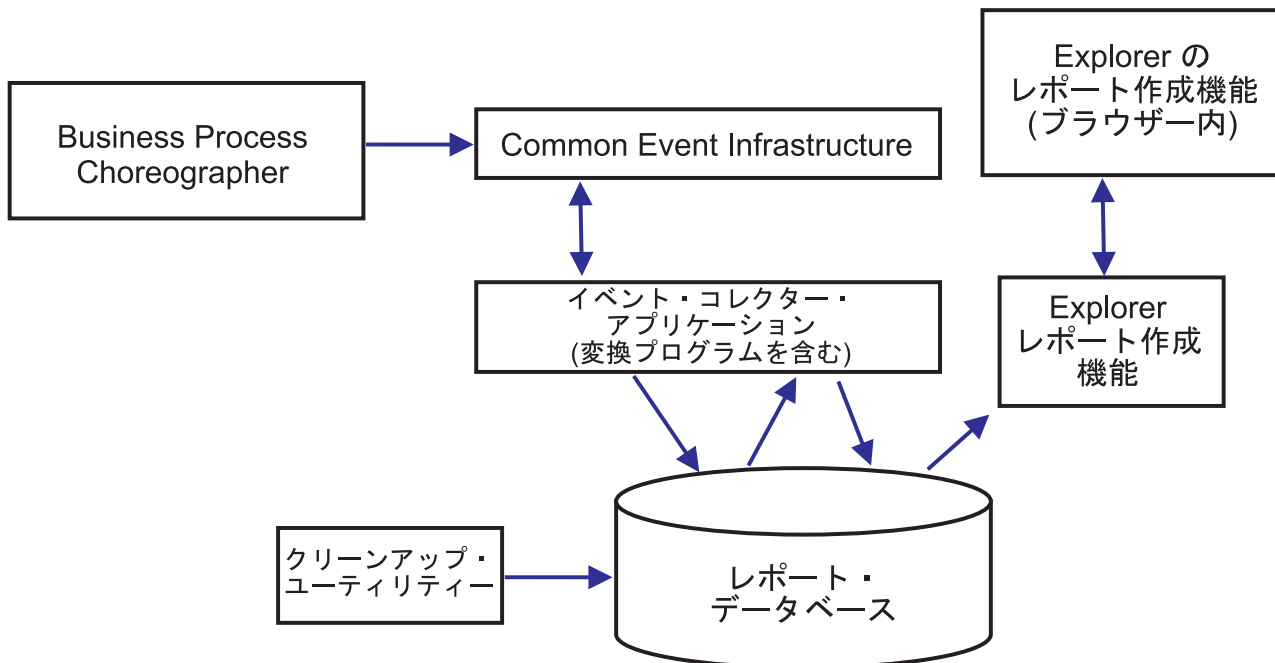 Business Process
Choreographer
Common Event Infrastructure
Explorer の
レポート作成機能
(ブラウザー内)
イベント・コレクター・
アプリケーション
(変換プログラムを含む)
Explorer
レポート作成
機能
クリーンアップ・
ユーティリティー
レポート・
データベース